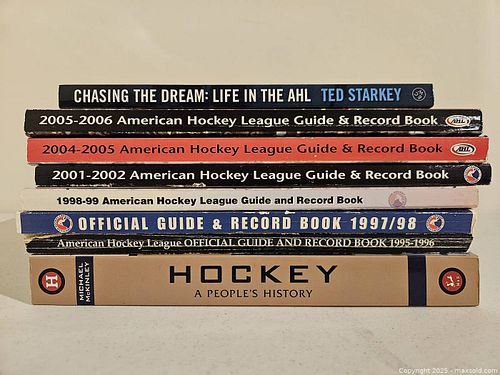 CHASING THE DREAM: LIFE IN THE AHL TED STARKEY
2005-2006 American Hockey League Guide & Record Book AHL
2004-2005 American Hockey League Guide & Record Book AHL
2001-2002 American Hockey League Guide & Record Book
1998-99 American Hockey League Guide and Record Book
OFFICIAL GUIDE & RECORD BOOK 1997/98
American Hockey League OFFICIAL GUIDE AND RECORD BOOK 1995-1996
H
MICHAEL
McKINLEY
HOCKEY
A PEOPLE'S HISTORY
Copyright 2025 - maxsold.com